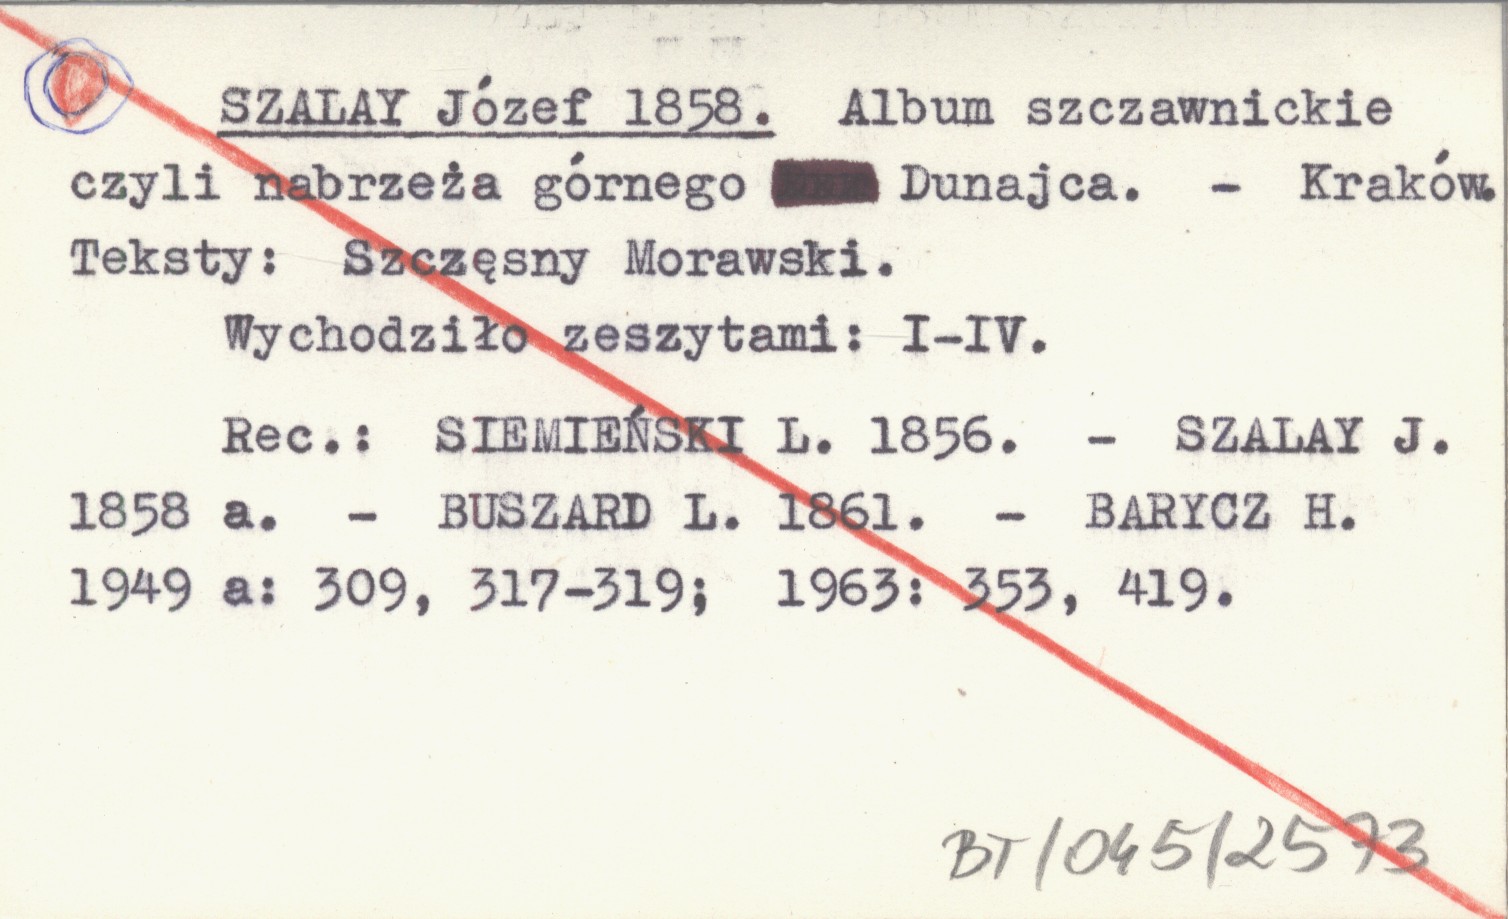 SZALAY Józef 1858. Album szczawnickie
czyli nabrzeża górnego Dunajca. - Kraków.
Teksty: Szczęsny Morawski.
Wychodziło zeszytami: I-IV.
Rec.: SIEMIEŃSKI L. 1856. - SZALAY J.
1858 a. - BUSZARD L. 1861. - BARYCZ H.
1949 a: 309, 317-319; 1963: 353, 419.
BT/045/2573